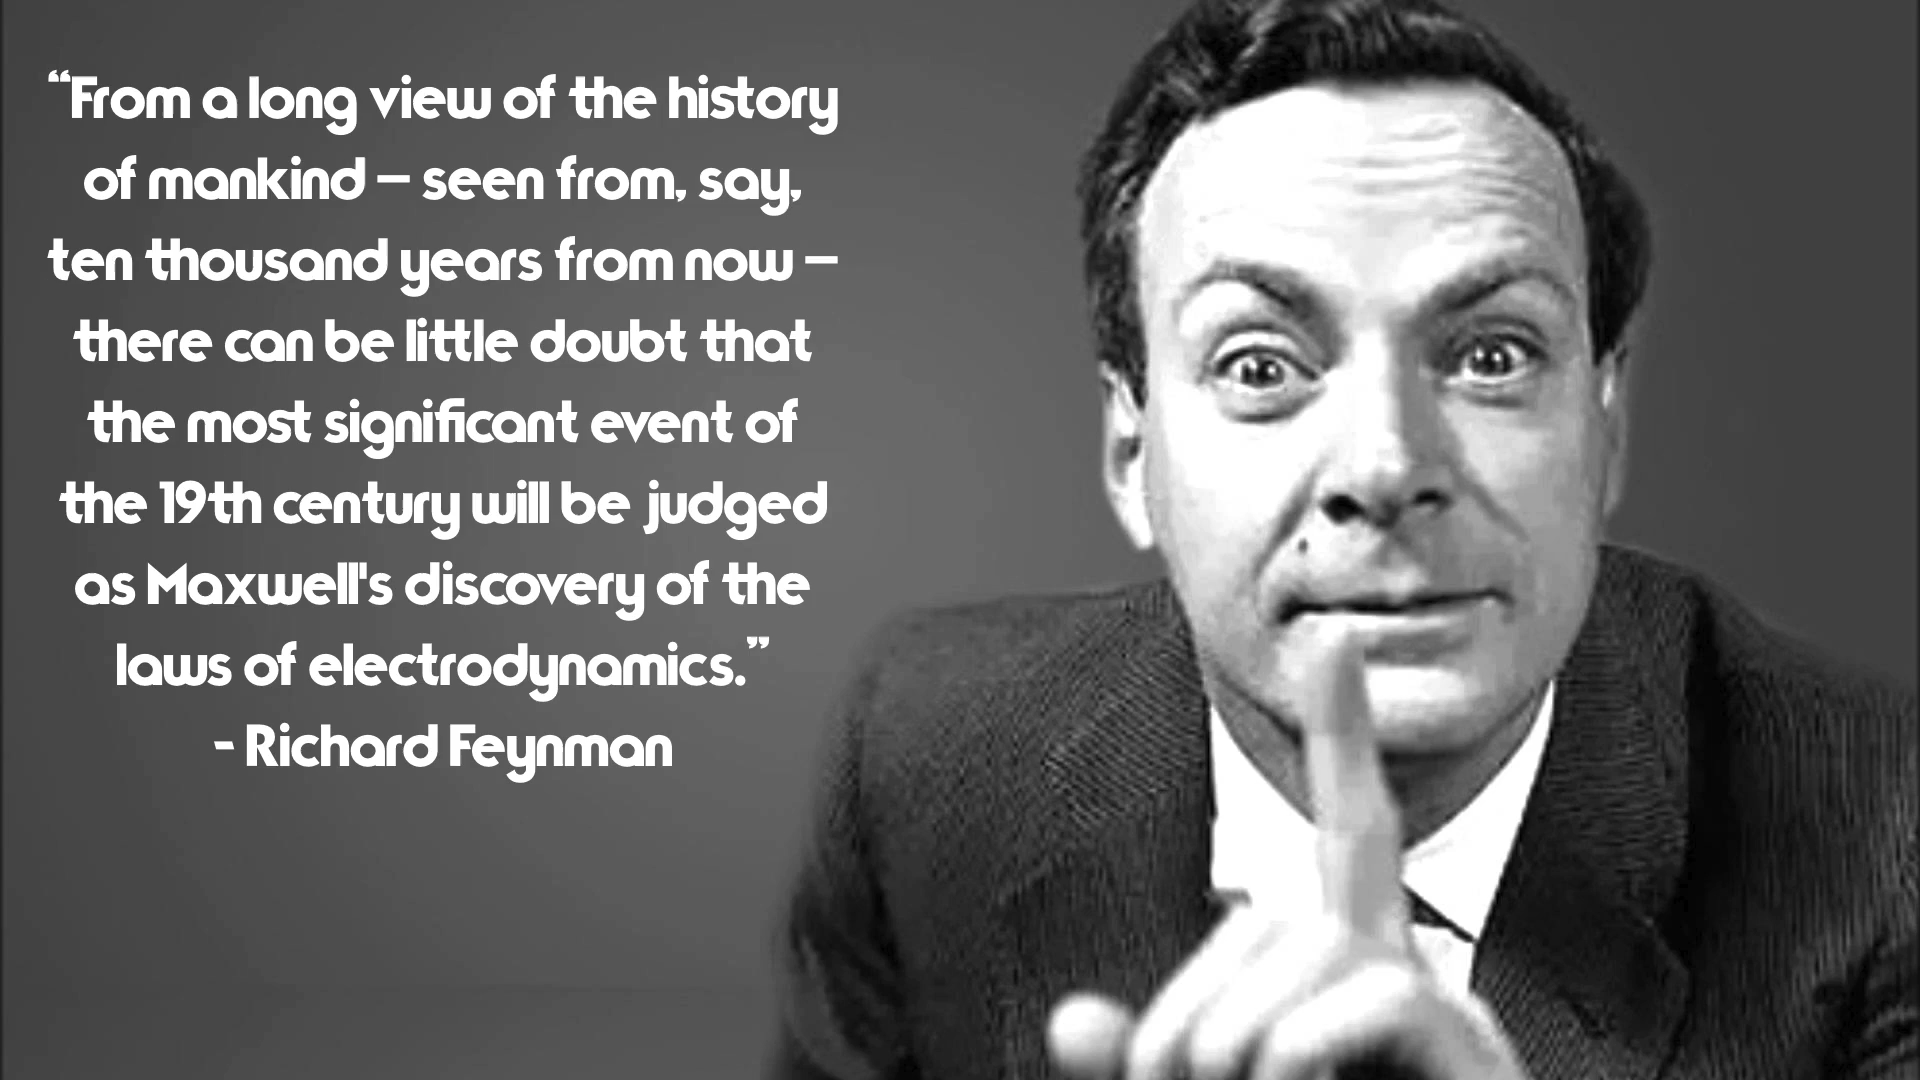 “From a long view of the history
of mankind — seen from, say,
ten thousand years from now —
there can be little doubt that
the most significant event of
the 19th century will be judged
as Maxwell's discovery of the
laws of electrodynamics.”
- Richard Feynman